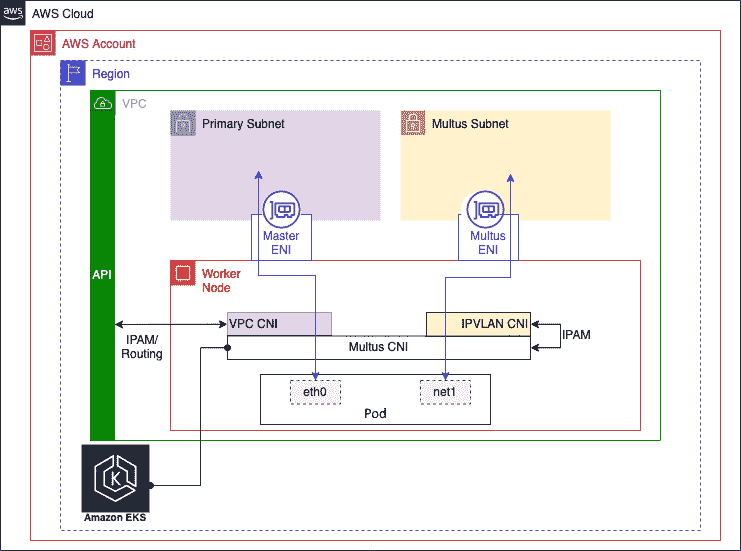 aws
AWS Cloud
AWS Account
Region
VPC
Primary Subnet
Multus Subnet
Master
ENI
Multus
ENI
API
Worker
Node
VPC CNI
IPVLAN CNI
IPAM/
Routing
Multus CNI
IPAM
eth0
net1
Pod
K
Amazon EKS